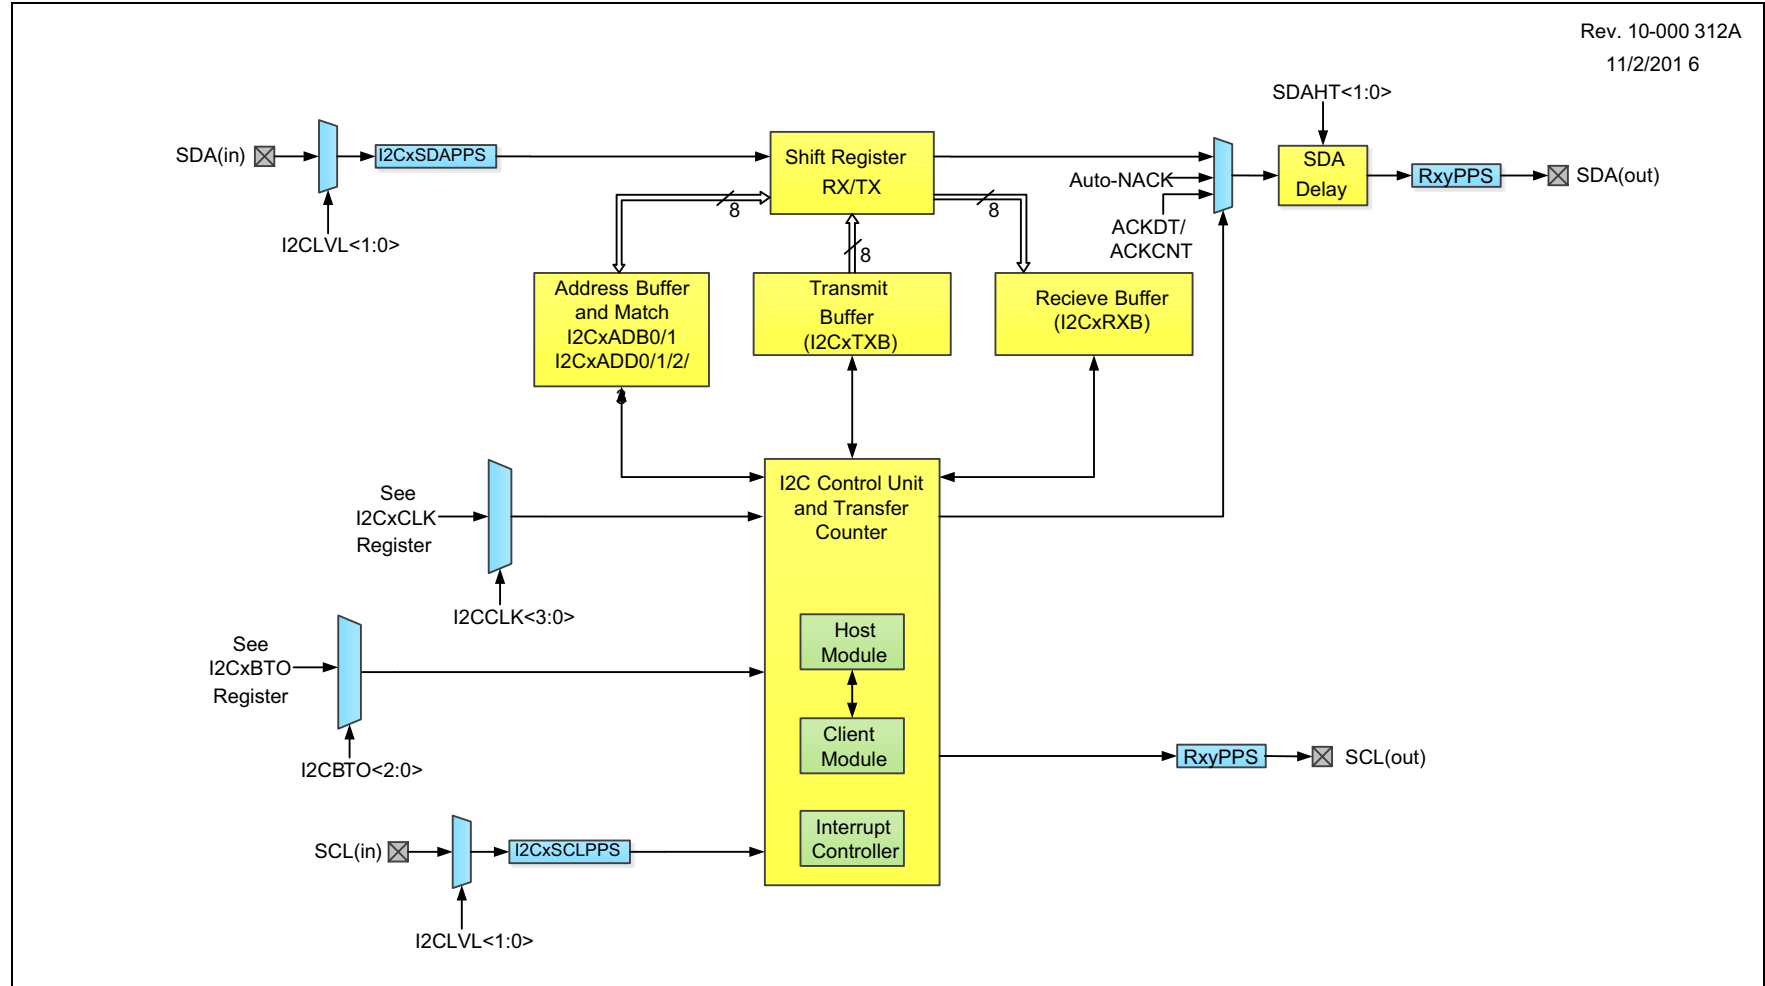 Rev. 10-000 312A
11/2/201 6
SDAHT<1:0>
SDA(in)
I2CxSDAPPS
I2CLVL<1:0>
Shift Register
RX/TX
8
8
8
Auto-NACK
ACKDT/
ACKCNT
SDA
Delay
RxyPPS
SDA(out)
Address Buffer
and Match
I2CxADB0/1
I2CxADD0/1/2/
Transmit
Buffer
(I2CxTXB)
Recieve Buffer
(I2CxRXB)
See
I2CxCLK
Register
I2CCLK<3:0>
I2C Control Unit
and Transfer
Counter
See
I2CxBTO
Register
I2CBTO<2:0>
Host
Module
Client
Module
Interrupt
Controller
RxyPPS
SCL(out)
SCL(in)
I2CxSCLPPS
I2CLVL<1:0>